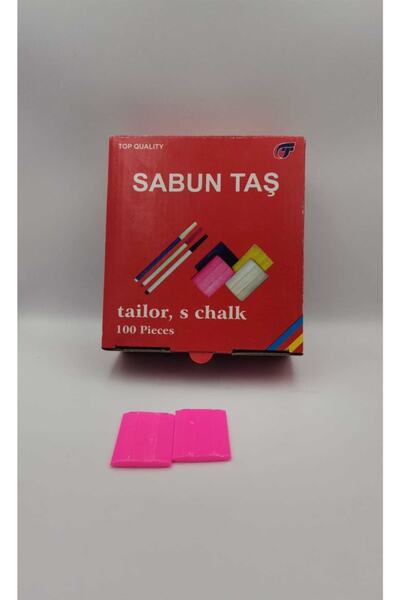 TOP QUALITY
SABUN TAŞ
tailor, s chalk
100 Pieces